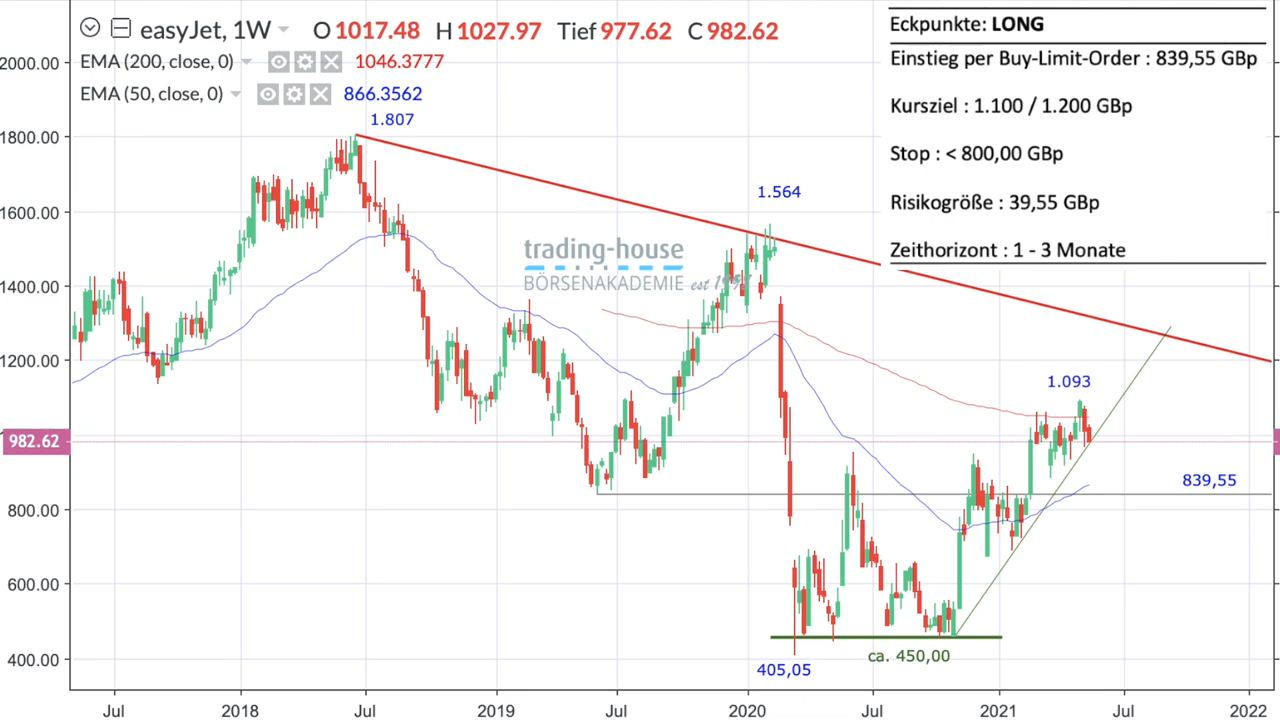 easyJet, 1W O 1017.48 H 1027.97 Tief 977.62 C 982.62
EMA (200, close, 0) 1046.3777
EMA (50, close, 0) 866.3562
Eckpunkte: LONG
Einstieg per Buy-Limit-Order : 839,55 GBp
Kursziel : 1.100 / 1.200 GBp
Stop : < 800,00 GBp
Risikogröße : 39,55 GBp
Zeithorizont : 1 - 3 Monate
1.807
1.564
trading-house
BÖRSENAKADEMIE est 1999
1.093
839,55
ca. 450,00
405,05
2000.00
1800.00
1600.00
1400.00
1200.00
982.62
800.00
600.00
400.00
Jul 2018 Jul 2019 Jul 2020 Jul 2021 Jul 2022